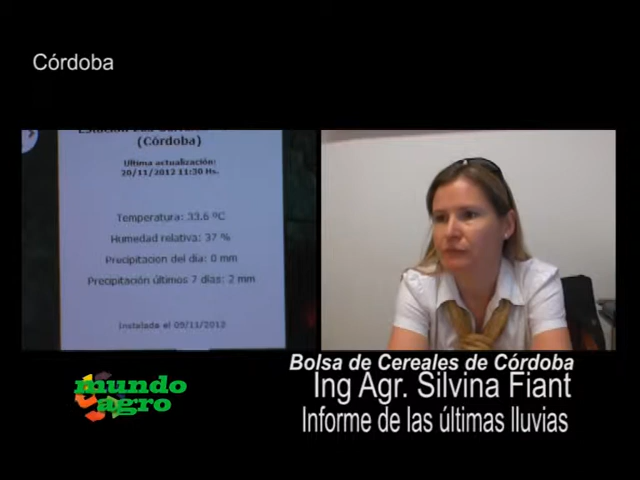 Córdoba
(Córdoba)
Ultima actualización:
20/11/2012 11:30 Hs.
Temperatura: 33.6 ºC
Humedad relativa: 37 %
Precipitacion del día: 0 mm
Precipitación últimos 7 días: 2 mm
Instalada el 09/11/2012
Bolsa de Cereales de Córdoba
Ing Agr. Silvina Fiant
Informe de las últimas lluvias
mundo
agro